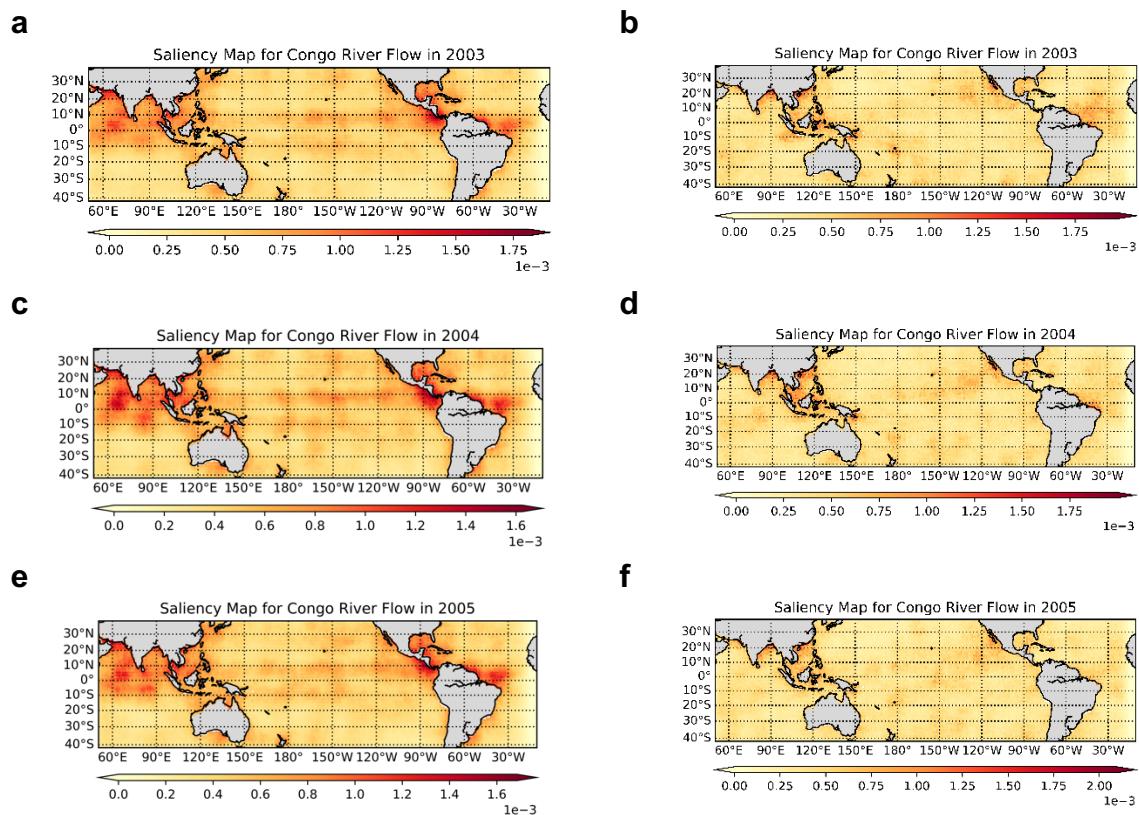 a
Saliency Map for Congo River Flow in 2003
30°N
20°N
10°N
0°
10°S
20°S
30°S
40°S
60°E 90°E 120°E 150°E 180° 150°W 120°W 90°W 60°W 30°W
0.00 0.25 0.50 0.75 1.00 1.25 1.50 1.75
1e−3
b
Saliency Map for Congo River Flow in 2003
30°N
20°N
10°N
0°
10°S
20°S
30°S
40°S
60°E 90°E 120°E 150°E 180° 150°W 120°W 90°W 60°W 30°W
0.00 0.25 0.50 0.75 1.00 1.25 1.50 1.75
1e−3
c
Saliency Map for Congo River Flow in 2004
30°N
20°N
10°N
0°
10°S
20°S
30°S
40°S
60°E 90°E 120°E 150°E 180° 150°W 120°W 90°W 60°W 30°W
0.0 0.2 0.4 0.6 0.8 1.0 1.2 1.4 1.6
1e−3
d
Saliency Map for Congo River Flow in 2004
30°N
20°N
10°N
0°
10°S
20°S
30°S
40°S
60°E 90°E 120°E 150°E 180° 150°W 120°W 90°W 60°W 30°W
0.00 0.25 0.50 0.75 1.00 1.25 1.50 1.75
1e−3
e
Saliency Map for Congo River Flow in 2005
30°N
20°N
10°N
0°
10°S
20°S
30°S
40°S
60°E 90°E 120°E 150°E 180° 150°W 120°W 90°W 60°W 30°W
0.0 0.2 0.4 0.6 0.8 1.0 1.2 1.4 1.6
1e−3
f
Saliency Map for Congo River Flow in 2005
30°N
20°N
10°N
0°
10°S
20°S
30°S
40°S
60°E 90°E 120°E 150°E 180° 150°W 120°W 90°W 60°W 30°W
0.00 0.25 0.50 0.75 1.00 1.25 1.50 1.75 2.00
1e−3